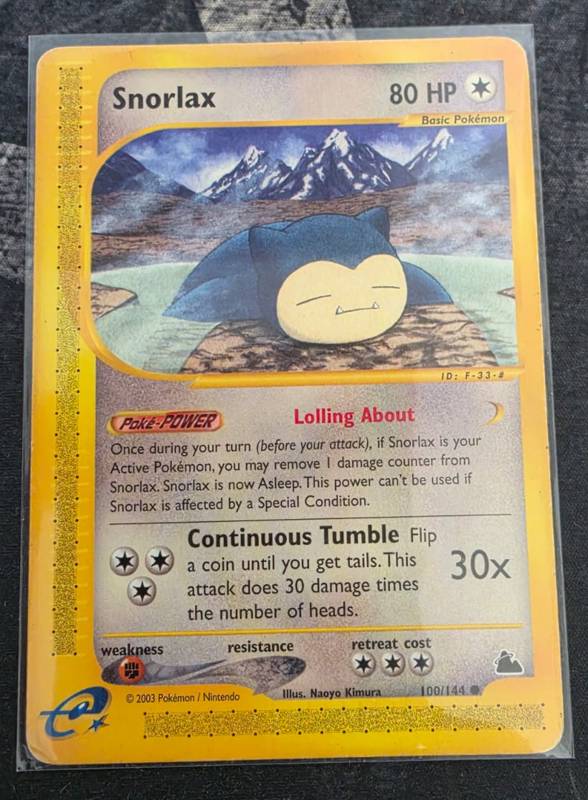 Snorlax 80 HP
Basic Pokémon
ID: F-33-#
Poké-POWER Lolling About
Once during your turn (before your attack), if Snorlax is your
Active Pokémon, you may remove 1 damage counter from
Snorlax. Snorlax is now Asleep. This power can't be used if
Snorlax is affected by a Special Condition.
Continuous Tumble Flip
a coin until you get tails. This
attack does 30 damage times
the number of heads.
30x
weakness resistance retreat cost
© 2003 Pokémon / Nintendo Illus. Naoyo Kimura 100/144
e